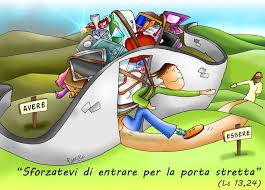 AVERE
ESSERE
“Sforzatevi di entrare per la porta stretta”
(Lc 13,24)